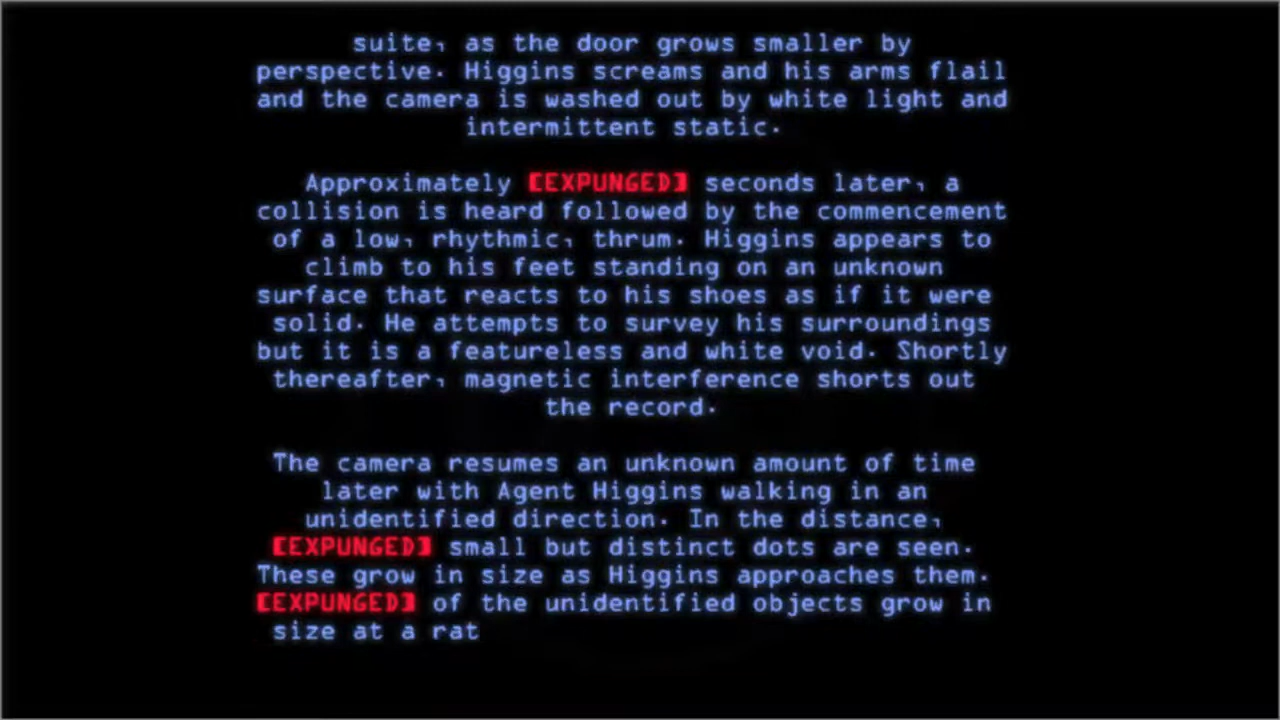 suite, as the door grows smaller by
perspective. Higgins screams and his arms flail
and the camera is washed out by white light and
intermittent static.
Approximately [EXPUNGED] seconds later, a
collision is heard followed by the commencement
of a low, rhythmic, thrum. Higgins appears to
climb to his feet standing on an unknown
surface that reacts to his shoes as if it were
solid. He attempts to survey his surroundings
but it is a featureless and white void. Shortly
thereafter, magnetic interference shorts out
the record.
The camera resumes an unknown amount of time
later with Agent Higgins walking in an
unidentified direction. In the distance,
[EXPUNGED] small but distinct dots are seen.
These grow in size as Higgins approaches them.
[EXPUNGED] of the unidentified objects grow in
size at a rat